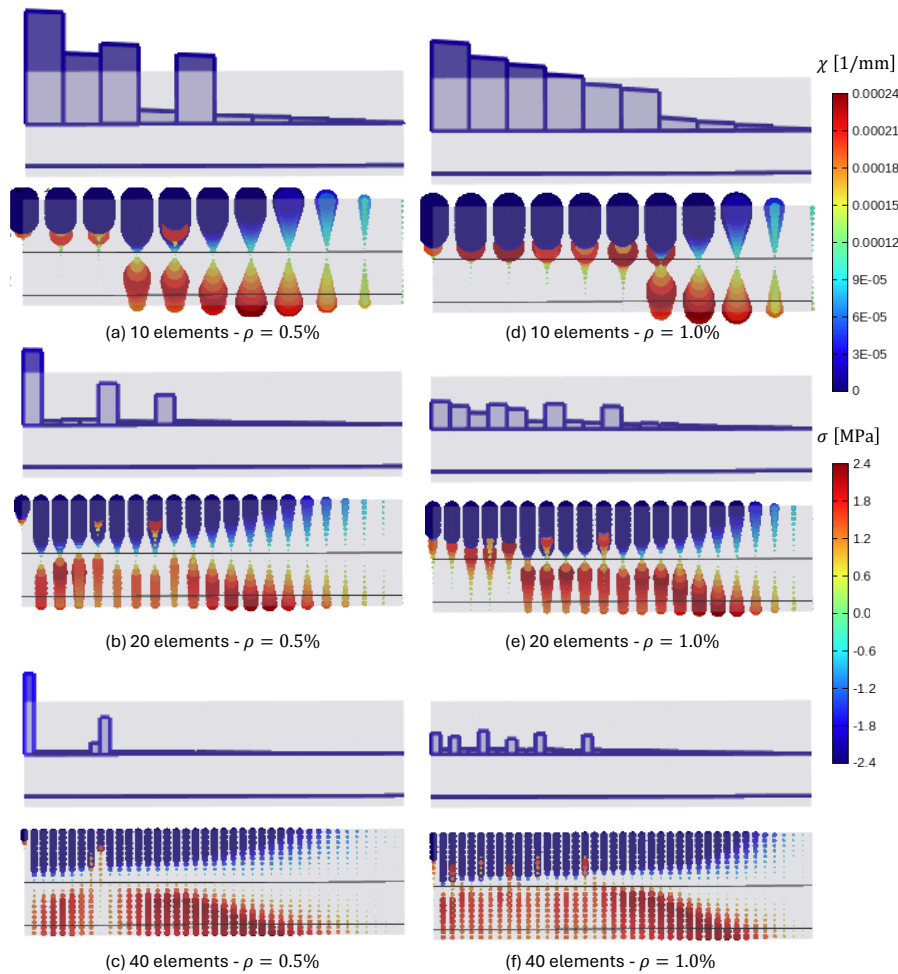 χ [1/mm]
0.00024
0.00021
0.00018
0.00015
0.00012
9E-05
6E-05
3E-05
0
(a) 10 elements - ρ = 0.5%
(d) 10 elements - ρ = 1.0%
σ [MPa]
2.4
1.8
1.2
0.6
0.0
-0.6
-1.2
-1.8
-2.4
(b) 20 elements - ρ = 0.5%
(e) 20 elements - ρ = 1.0%
(c) 40 elements - ρ = 0.5%
(f) 40 elements - ρ = 1.0%